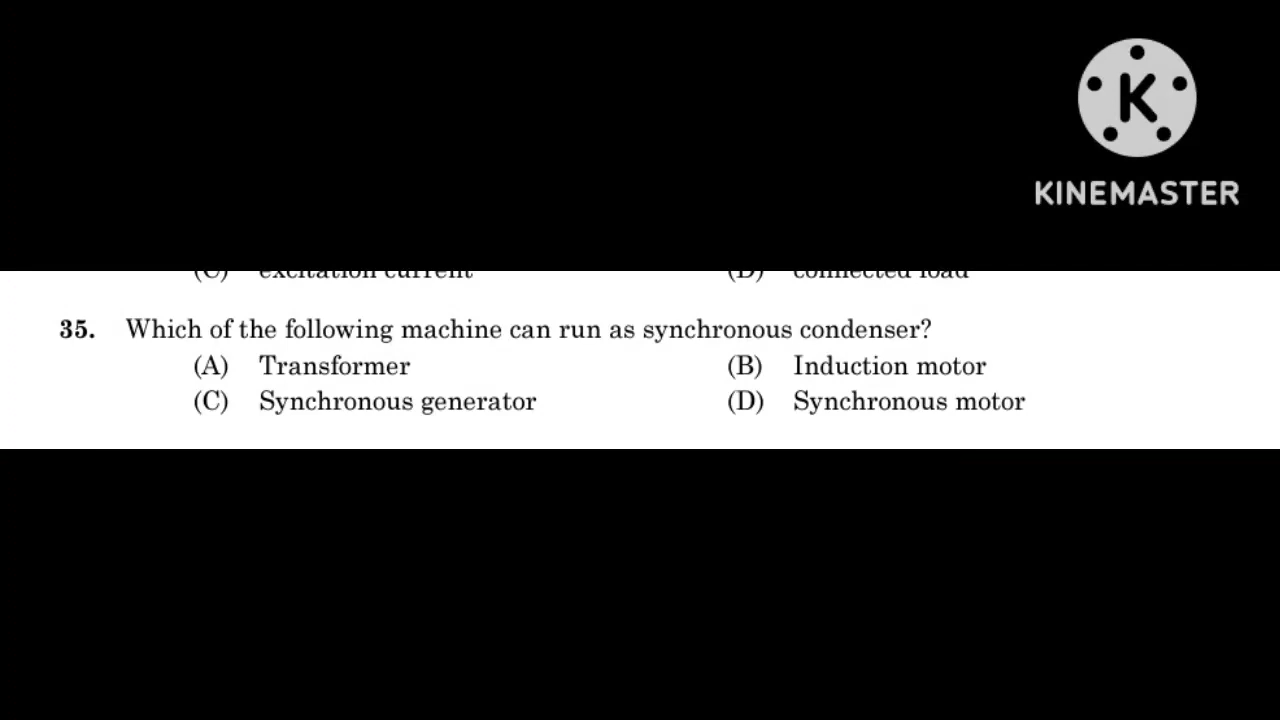 K
KINEMASTER
(C) excitation current (D) connected load
35. Which of the following machine can run as synchronous condenser?
(A) Transformer (B) Induction motor
(C) Synchronous generator (D) Synchronous motor